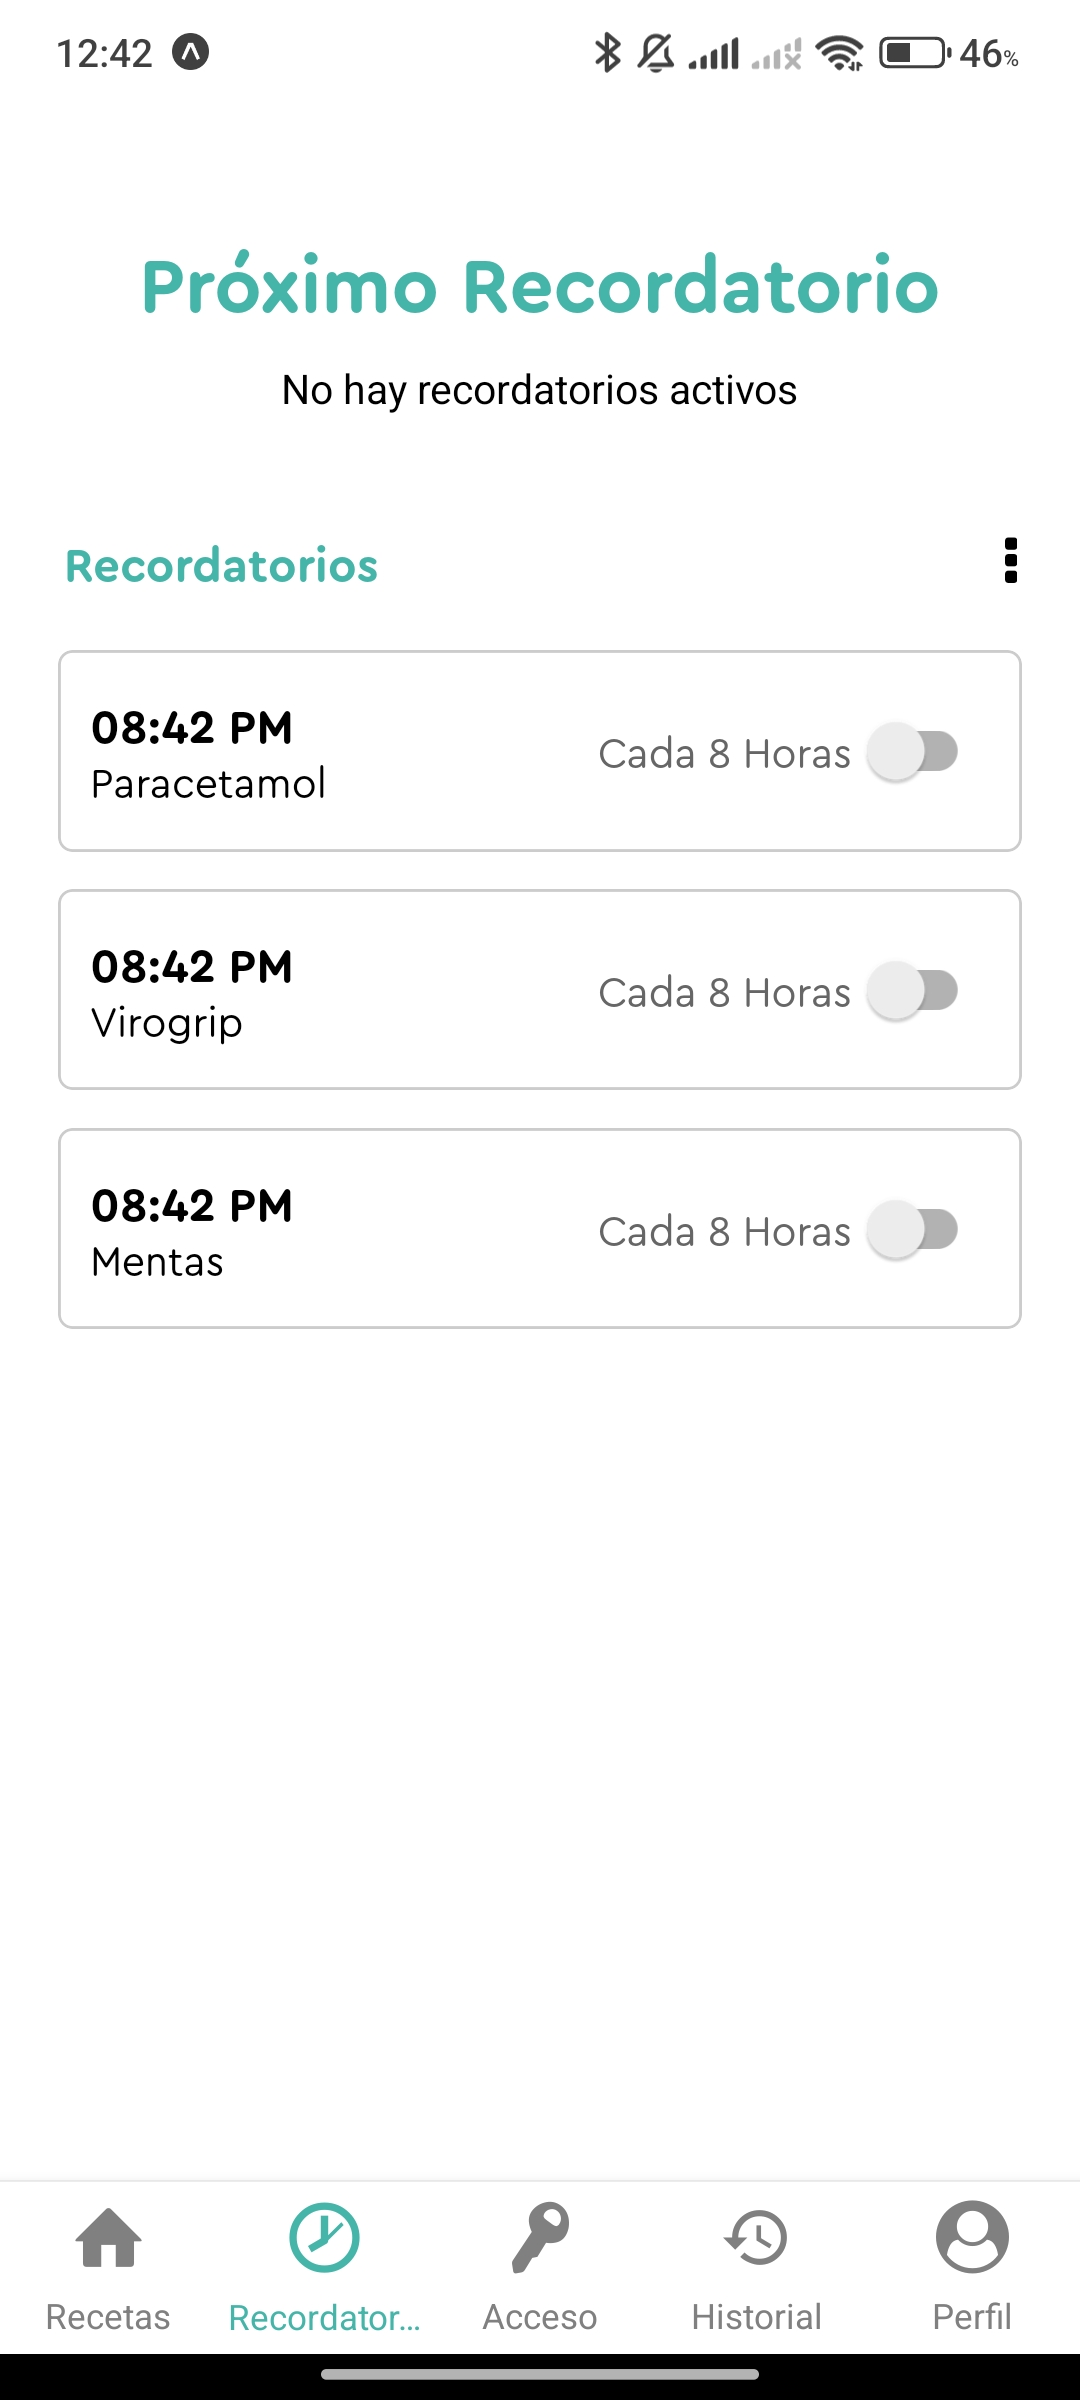 12:42
46%
Próximo Recordatorio
No hay recordatorios activos
Recordatorios
08:42 PM
Paracetamol
Cada 8 Horas
08:42 PM
Virogrip
Cada 8 Horas
08:42 PM
Mentas
Cada 8 Horas
Recetas
Recordator...
Acceso
Historial
Perfil